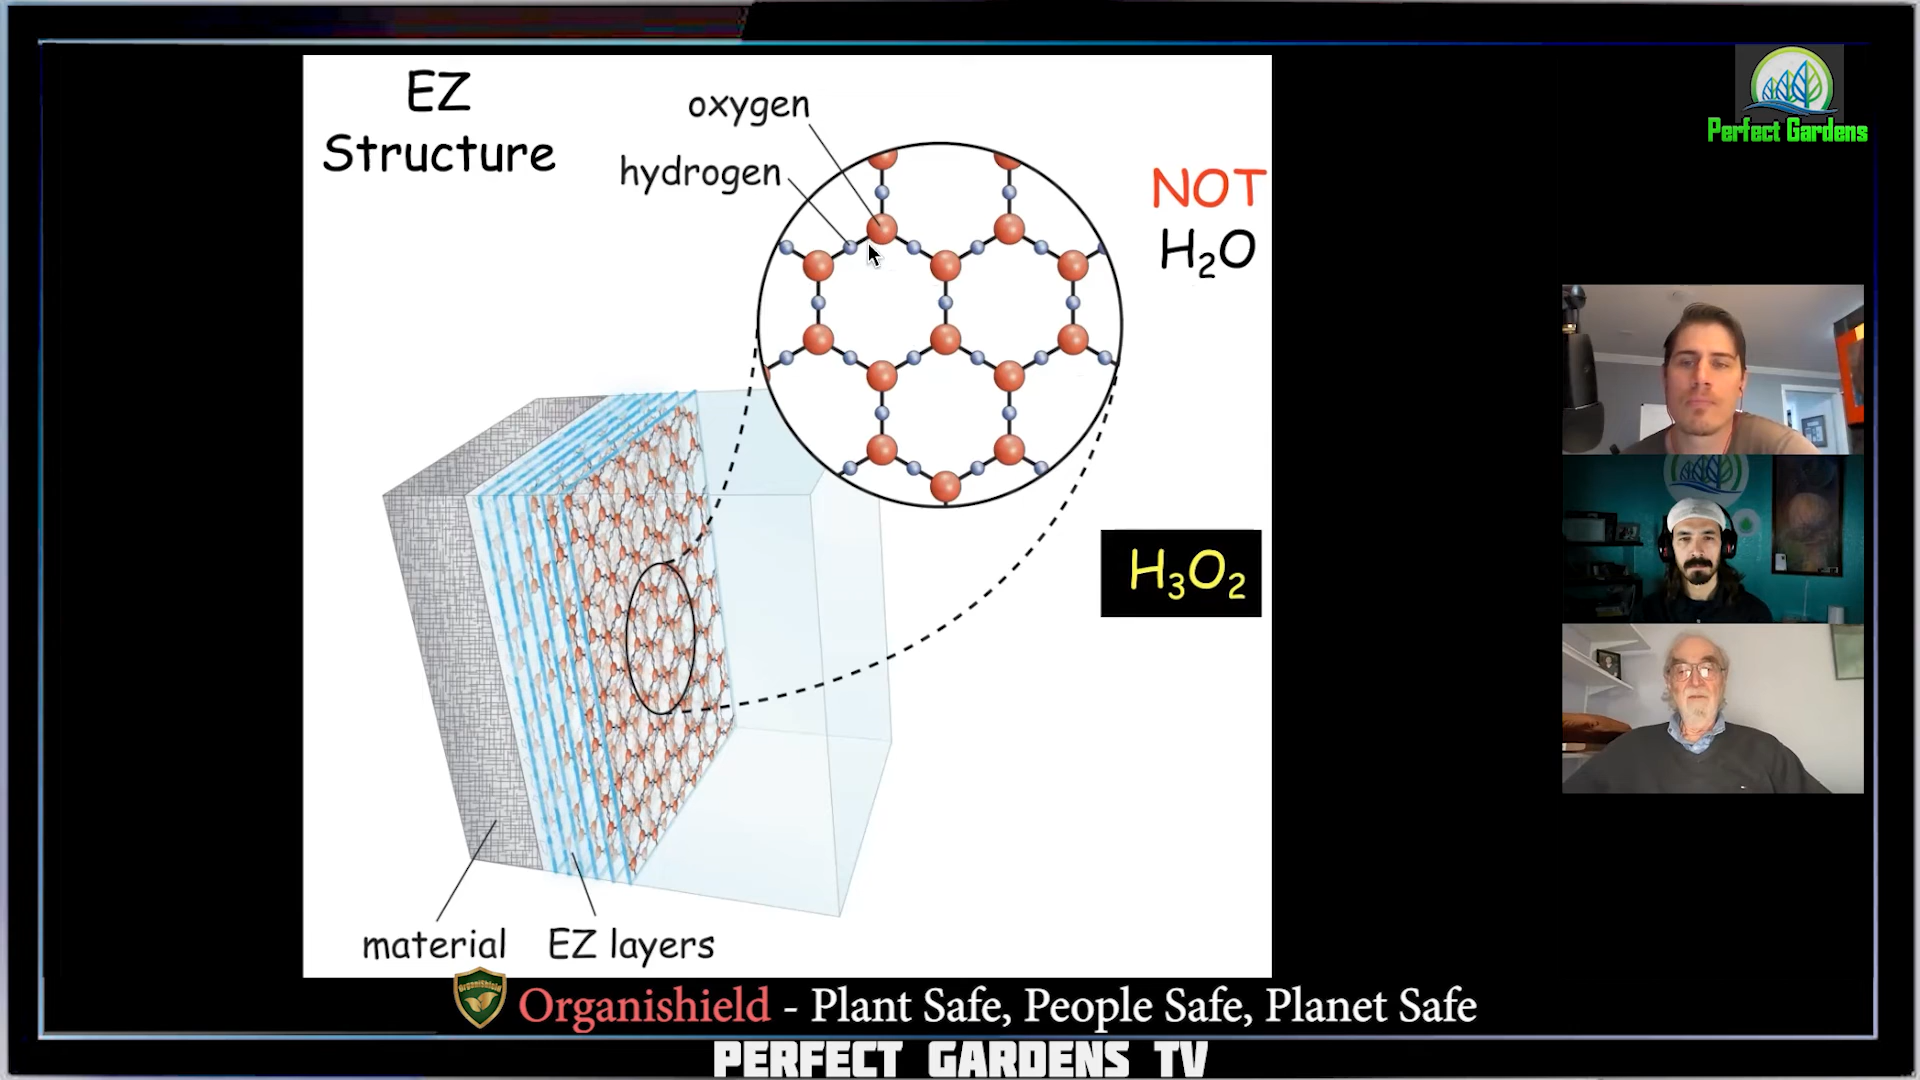 EZ
Structure
oxygen
hydrogen
NOT
H₂O
H₃O₂
material
EZ layers
Perfect Gardens
OrganiShield
Organishield - Plant Safe, People Safe, Planet Safe
PERFECT GARDENS TV